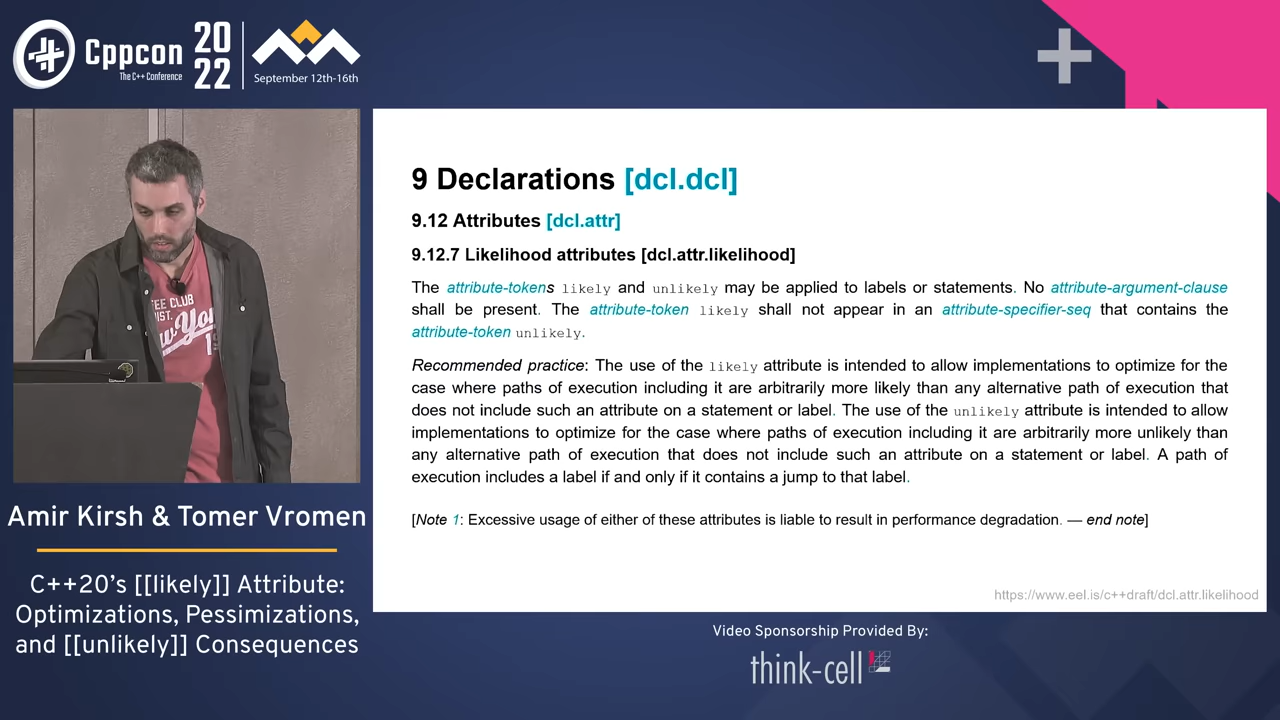 Cppcon
The C++ Conference
20
22
September 12th-16th
9 Declarations [dcl.dcl]
9.12 Attributes [dcl.attr]
9.12.7 Likelihood attributes [dcl.attr.likelihood]
The attribute-tokens likely and unlikely may be applied to labels or statements. No attribute-argument-clause
shall be present. The attribute-token likely shall not appear in an attribute-specifier-seq that contains the
attribute-token unlikely.
Recommended practice: The use of the likely attribute is intended to allow implementations to optimize for the
case where paths of execution including it are arbitrarily more likely than any alternative path of execution that
does not include such an attribute on a statement or label. The use of the unlikely attribute is intended to allow
implementations to optimize for the case where paths of execution including it are arbitrarily more unlikely than
any alternative path of execution that does not include such an attribute on a statement or label. A path of
execution includes a label if and only if it contains a jump to that label.
[Note 1: Excessive usage of either of these attributes is liable to result in performance degradation. — end note]
https://www.eel.is/c++draft/dcl.attr.likelihood
Amir Kirsh & Tomer Vromen
C++20's [[likely]] Attribute:
Optimizations, Pessimizations,
and [[unlikely]] Consequences
Video Sponsorship Provided By:
think-cell